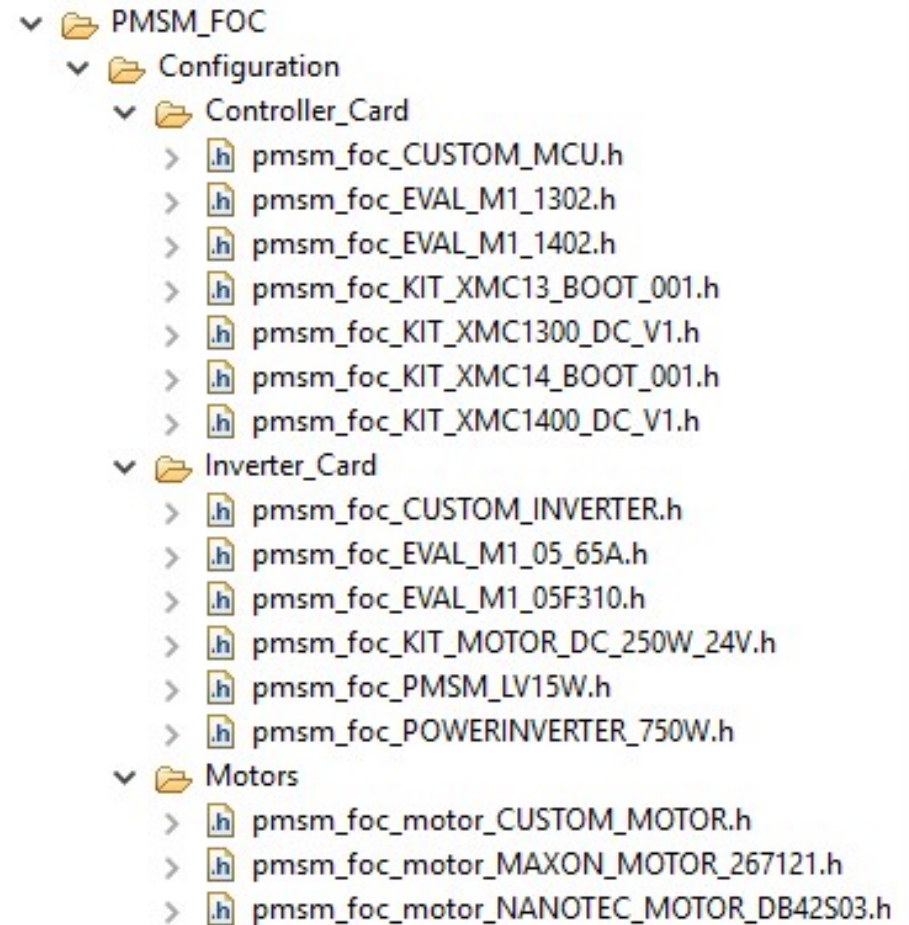 PMSM_FOC
Configuration
Controller_Card
.h pmsm_foc_CUSTOM_MCU.h
.h pmsm_foc_EVAL_M1_1302.h
.h pmsm_foc_EVAL_M1_1402.h
.h pmsm_foc_KIT_XMC13_BOOT_001.h
.h pmsm_foc_KIT_XMC1300_DC_V1.h
.h pmsm_foc_KIT_XMC14_BOOT_001.h
.h pmsm_foc_KIT_XMC1400_DC_V1.h
Inverter_Card
.h pmsm_foc_CUSTOM_INVERTER.h
.h pmsm_foc_EVAL_M1_05_65A.h
.h pmsm_foc_EVAL_M1_05F310.h
.h pmsm_foc_KIT_MOTOR_DC_250W_24V.h
.h pmsm_foc_PMSM_LV15W.h
.h pmsm_foc_POWERINVERTER_750W.h
Motors
.h pmsm_foc_motor_CUSTOM_MOTOR.h
.h pmsm_foc_motor_MAXON_MOTOR_267121.h
.h pmsm_foc_motor_NANOTEC_MOTOR_DB42S03.h